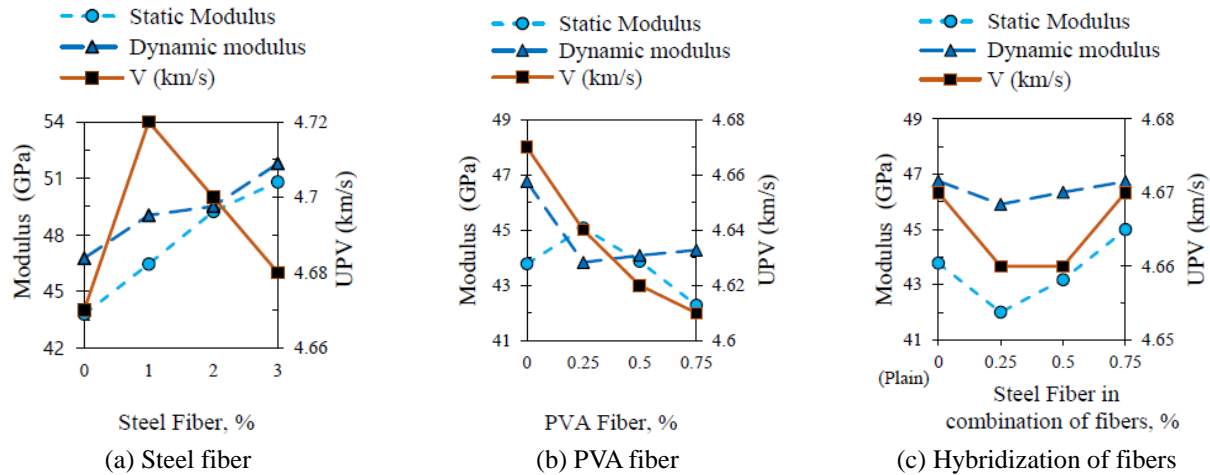 Static Modulus
Dynamic modulus
V (km/s)
54
51
48
46
44
42
Modulus (GPa)
4.72
4.7
4.68
4.66
UPV (km/s)
0 1 2 3
Steel Fiber, %
(a) Steel fiber
Static Modulus
Dynamic modulus
V (km/s)
49
47
45
43
41
Modulus (GPa)
4.68
4.66
4.64
4.62
4.6
UPV (km/s)
0 0.25 0.5 0.75
PVA Fiber, %
(b) PVA fiber
Static Modulus
Dynamic modulus
V (km/s)
49
47
45
43
41
Modulus (GPa)
4.68
4.67
4.66
4.65
UPV (km/s)
0 0.25 0.5 0.75
(Plain)
Steel Fiber in
combination of fibers, %
(c) Hybridization of fibers